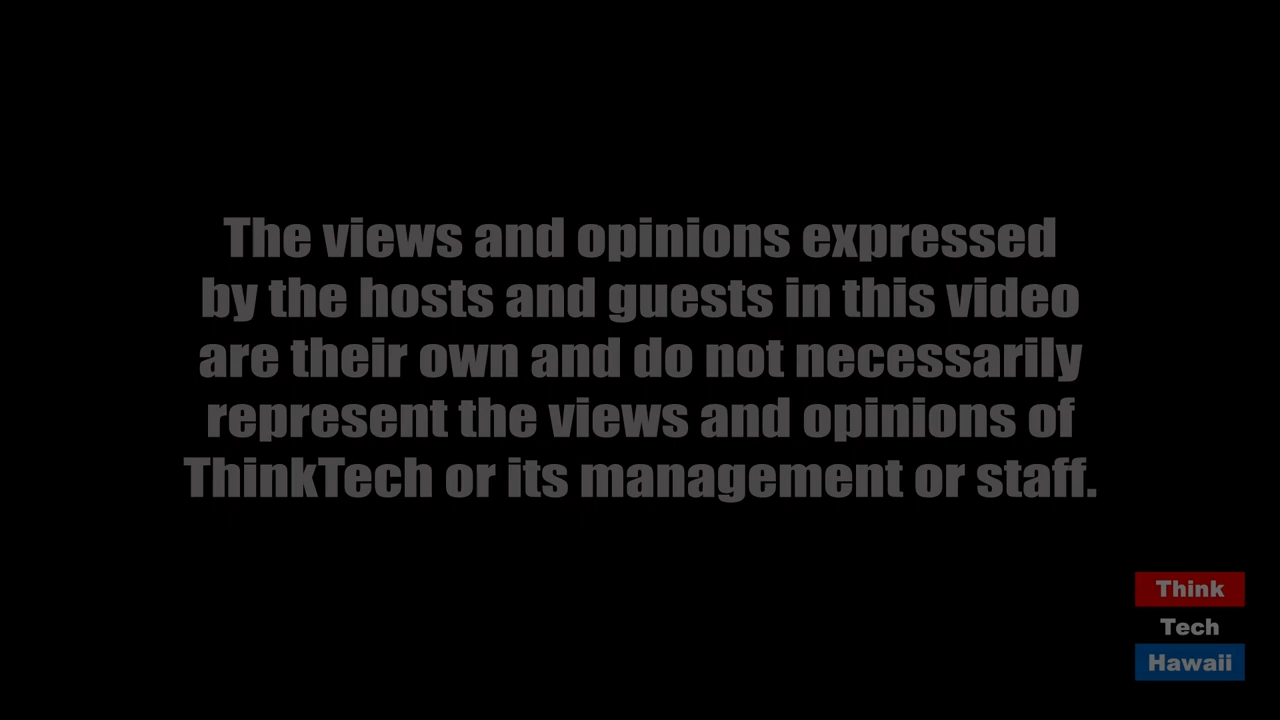 The views and opinions expressed
by the hosts and guests in this video
are their own and do not necessarily
represent the views and opinions of
ThinkTech or its management or staff.
Think
Tech
Hawaii